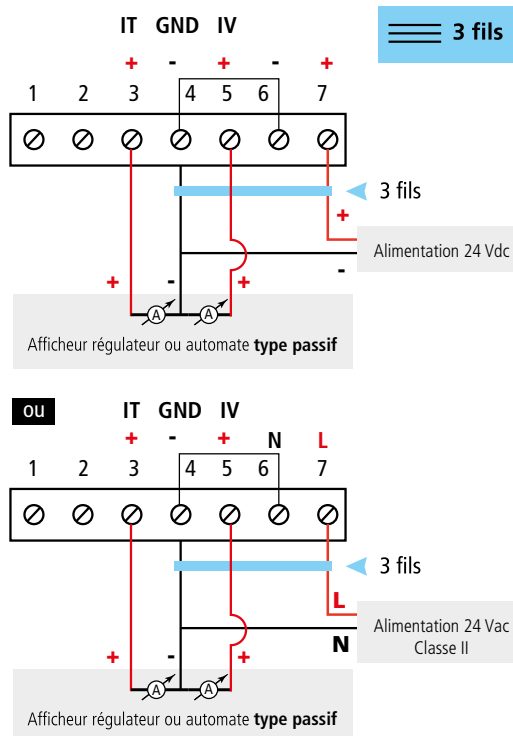 IT GND IV
3 fils
+ - + - +
1 2 3 4 5 6 7
3 fils
+
Alimentation 24 Vdc
-
+ - +
A A
Afficheur régulateur ou automate type passif
ou
IT GND IV
+ - + N L
1 2 3 4 5 6 7
3 fils
L
Alimentation 24 Vac
Classe II
N
+ - +
A A
Afficheur régulateur ou automate type passif